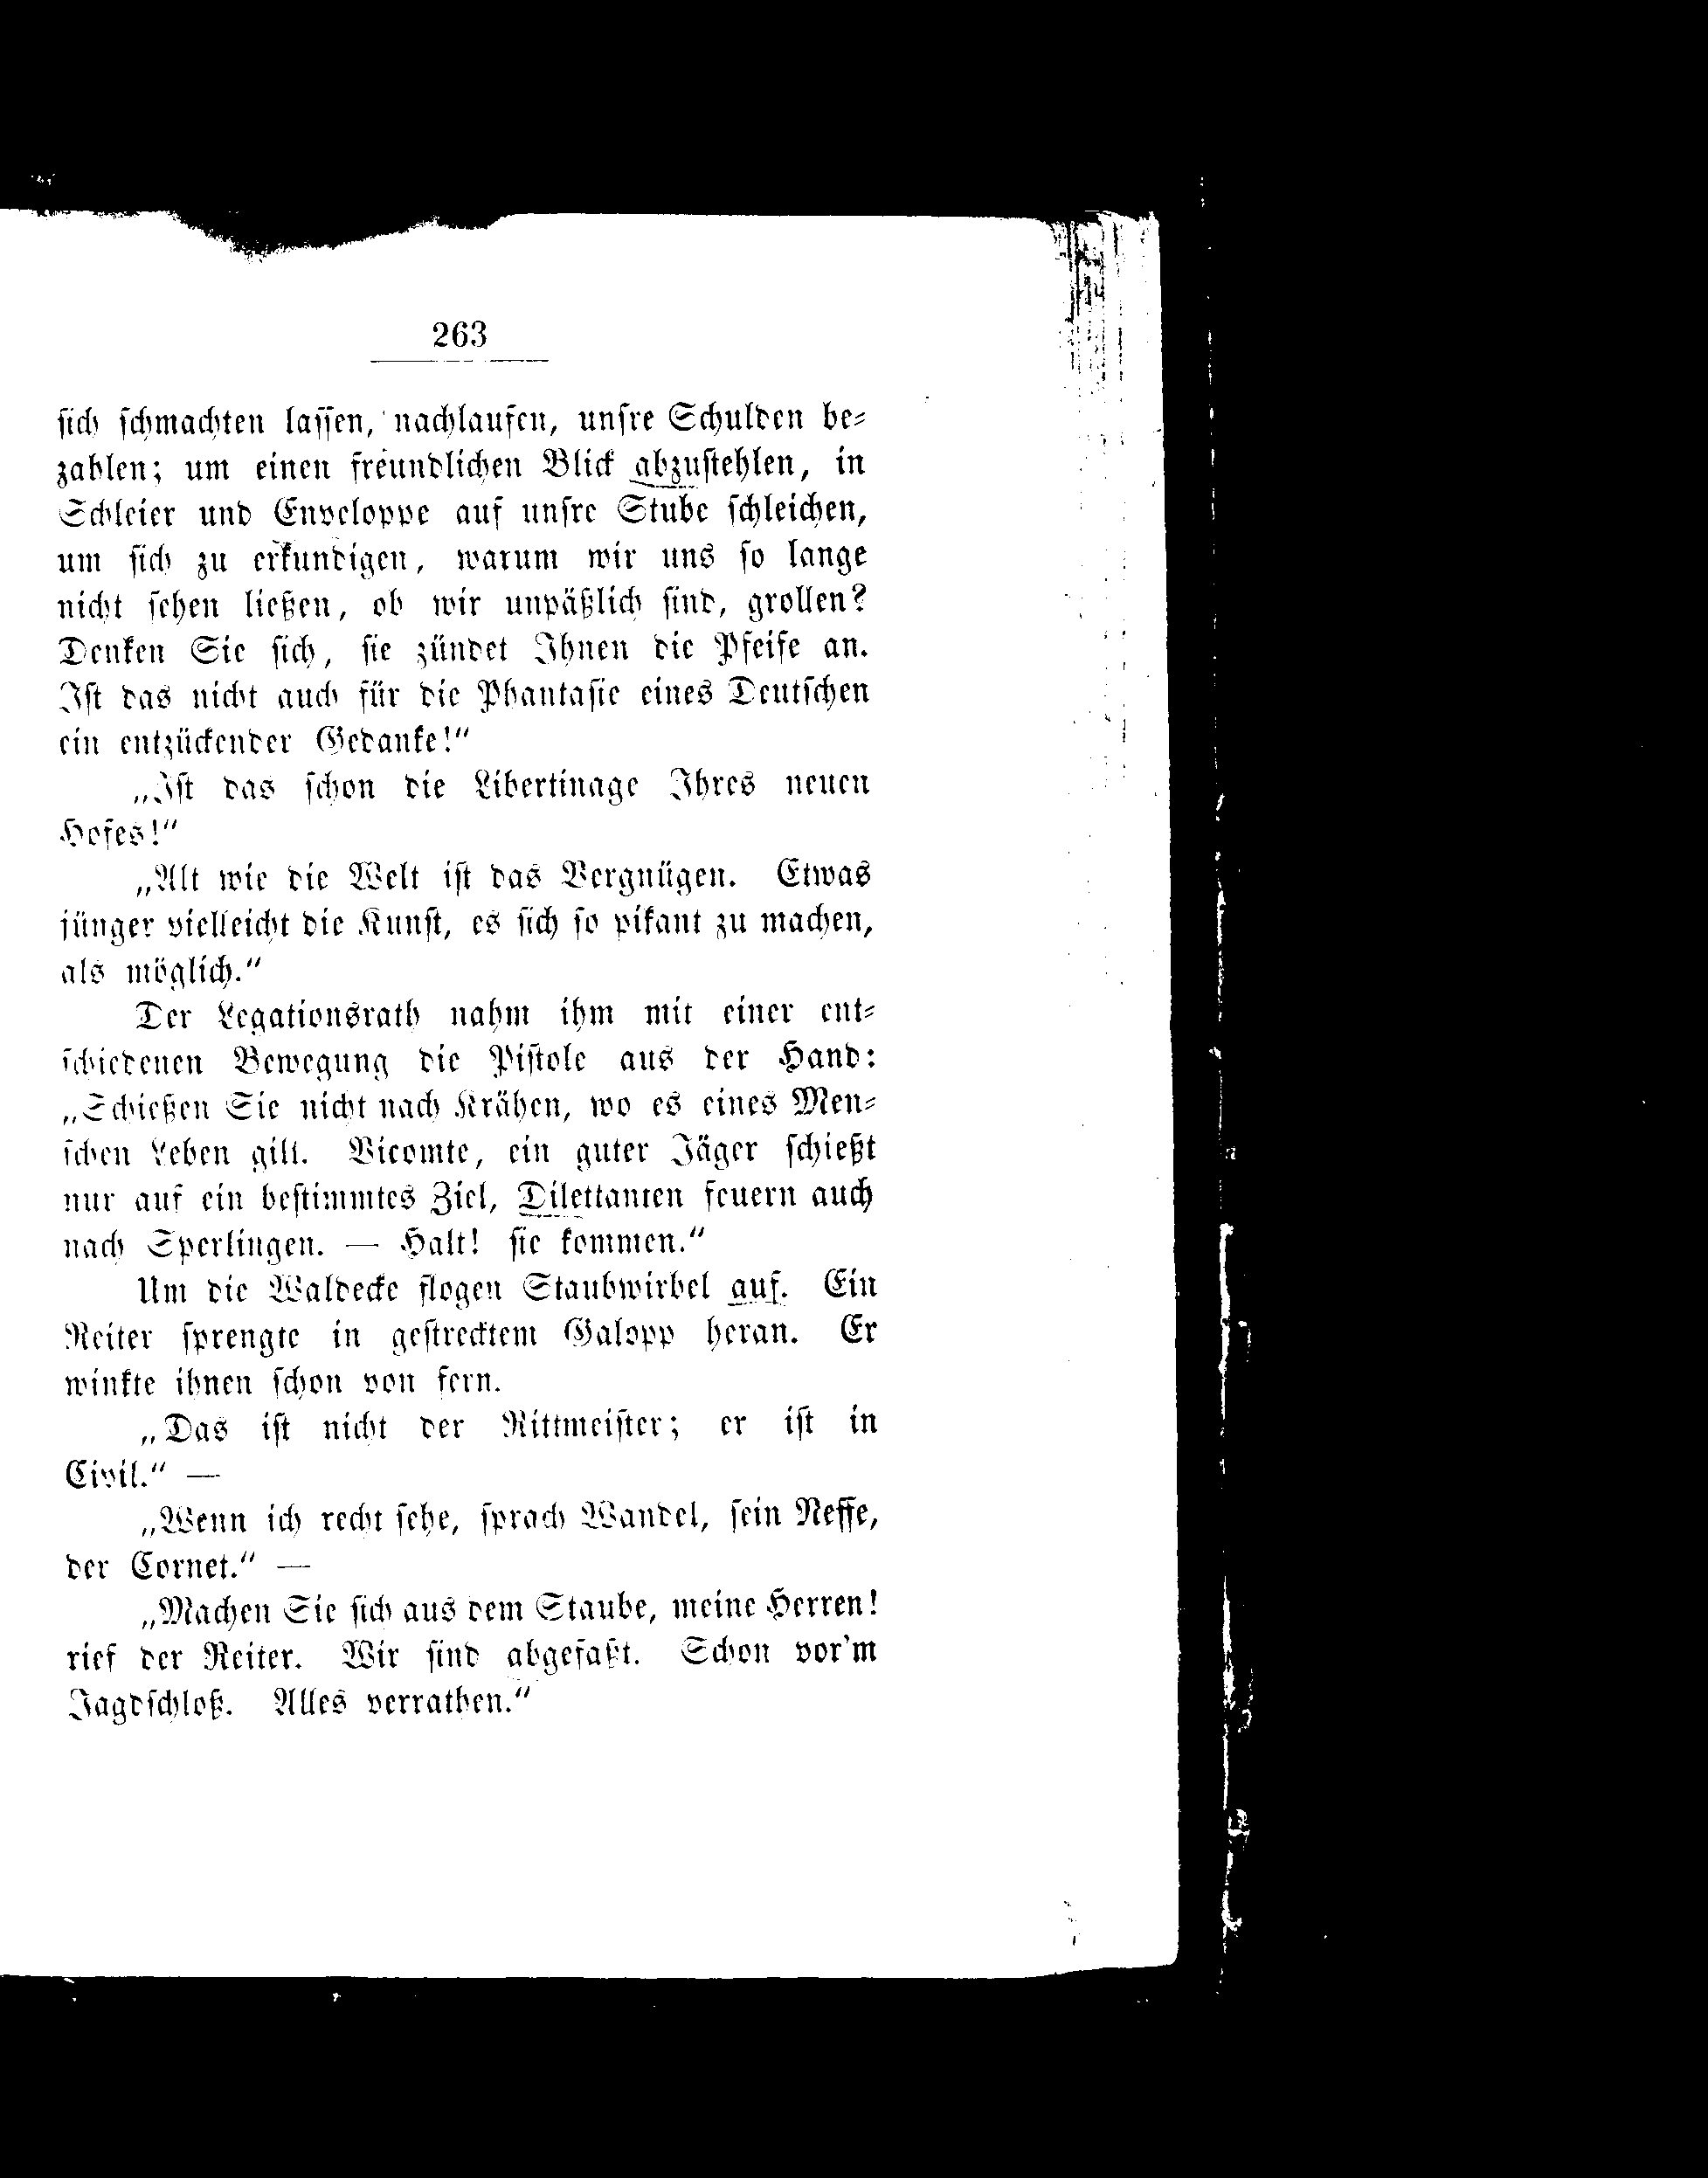 263
ſich ſchmachten laſſen, nachlaufen, unſre Schulden be⸗
zahlen; um einen freundlichen Blick abzuſtehlen, in
Schleier und Enveloppe auf unſre Stube ſchleichen,
um ſich zu erkundigen, warum wir uns ſo lange
nicht ſehen ließen, ob wir unpäßlich ſind, grollen?
Denken Sie ſich, ſie zündet Ihnen die Pfeife an.
Iſt das nicht auch für die Phantaſie eines Deutſchen
ein entzückender Gedanke!“
„Iſt das ſchon die Libertinage Ihres neuen
Hofes!“
„Alt wie die Welt iſt das Vergnügen. Etwas
jünger vielleicht die Kunſt, es ſich ſo pikant zu machen,
als möglich.“
Der Legationsrath nahm ihm mit einer ent⸗
ſchiedenen Bewegung die Piſtole aus der Hand:
„Schießen Sie nicht nach Krähen, wo es eines Men⸗
ſchen Leben gilt. Vicomte, ein guter Jäger ſchießt
nur auf ein beſtimmtes Ziel, Dilettanten feuern auch
nach Sperlingen. — Halt! ſie kommen.“
Um die Waldecke flogen Staubwirbel auf. Ein
Reiter ſprengte in geſtrecktem Galopp heran. Er
winkte ihnen ſchon von fern.
„Das iſt nicht der Rittmeiſter; er iſt in
Civil.“ —
„Wenn ich recht ſehe, ſprach Wandel, ſein Neffe,
der Cornet.“ —
„Machen Sie ſich aus dem Staube, meine Herren!
rief der Reiter. Wir ſind abgefaßt. Schon vor'm
Jagdſchloß. Alles verrathen.“